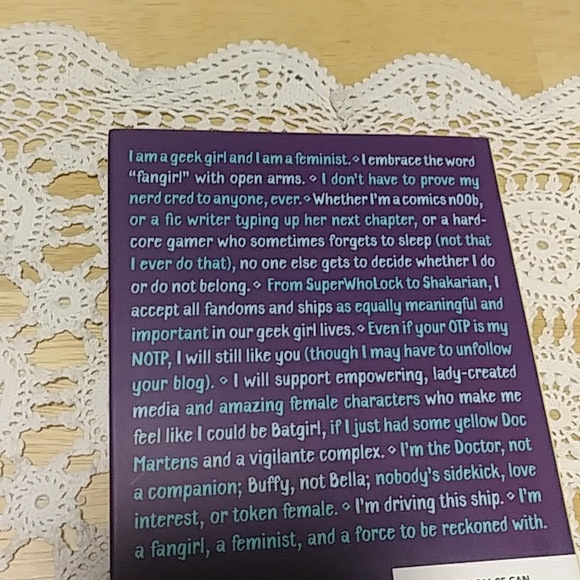 I am a geek girl and I am a feminist. ⋄ I embrace the word
"fangirl" with open arms. ⋄ I don't have to prove my
nerd cred to anyone, ever. ⋄ Whether I'm a comics n00b,
or a fic writer typing up her next chapter, or a hard-
core gamer who sometimes forgets to sleep (not that
I ever do that), no one else gets to decide whether I do
or do not belong. ⋄ From SuperWhoLock to Shakarian, I
accept all fandoms and ships as equally meaningful and
important in our geek girl lives. ⋄ Even if your OTP is my
NOTP, I will still like you (though I may have to unfollow
your blog). ⋄ I will support empowering, lady-created
media and amazing female characters who make me
feel like I could be Batgirl, if I just had some yellow Doc
Martens and a vigilante complex. ⋄ I'm the Doctor, not
a companion; Buffy, not Bella; nobody's sidekick, love
interest, or token female. ⋄ I'm driving this ship. ⋄ I'm
a fangirl, a feminist, and a force to be reckoned with.